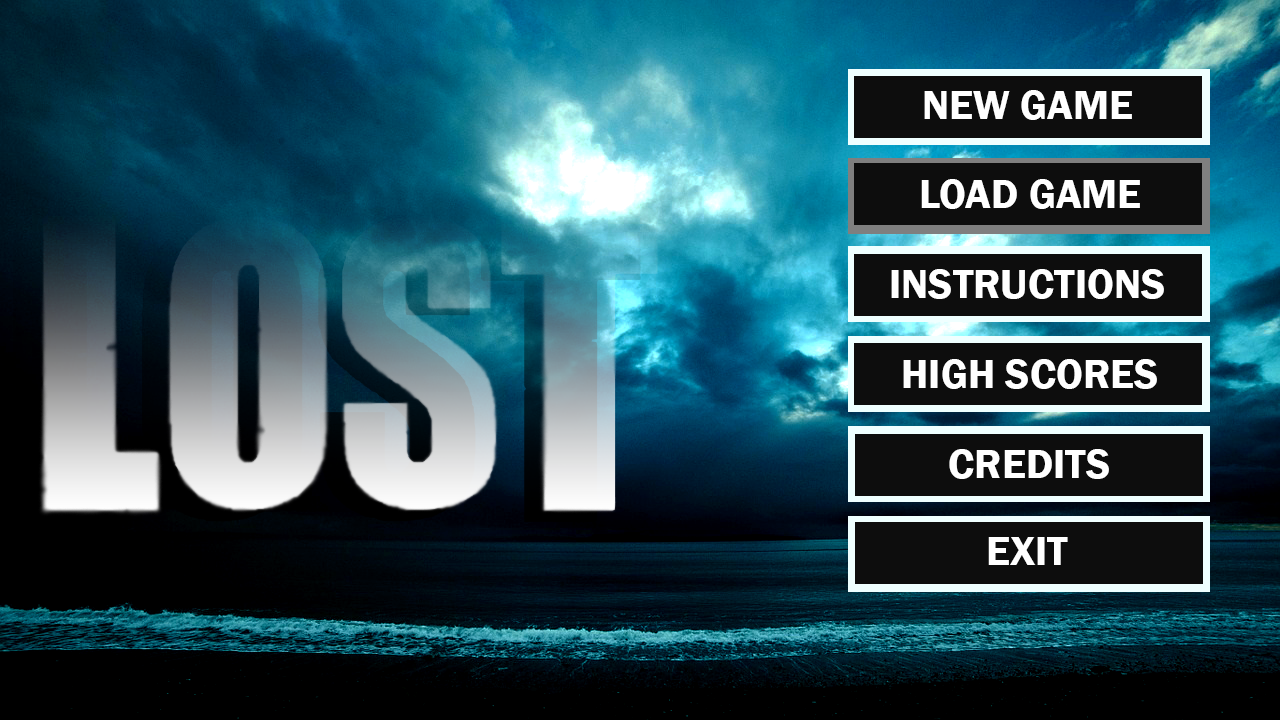 LOST
NEW GAME
LOAD GAME
INSTRUCTIONS
HIGH SCORES
CREDITS
EXIT